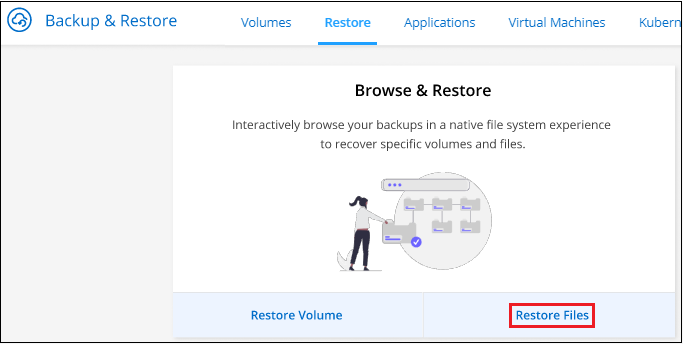 Backup & Restore
Volumes
Restore
Applications
Virtual Machines
Kubern
Browse & Restore
Interactively browse your backups in a native file system experience
to recover specific volumes and files.
Restore Volume
Restore Files